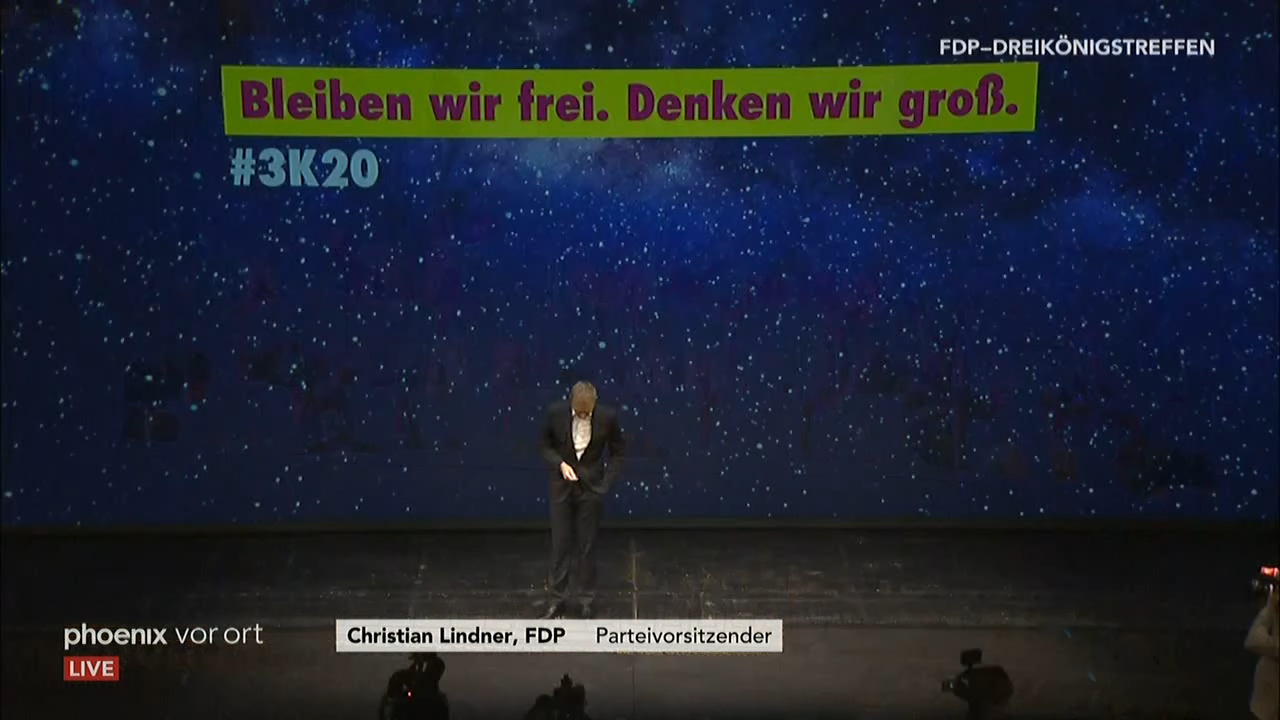 FDP–DREIKÖNIGSTREFFEN
Bleiben wir frei. Denken wir groß.
#3K20
phoenix vor ort
Christian Lindner, FDP Parteivorsitzender
LIVE